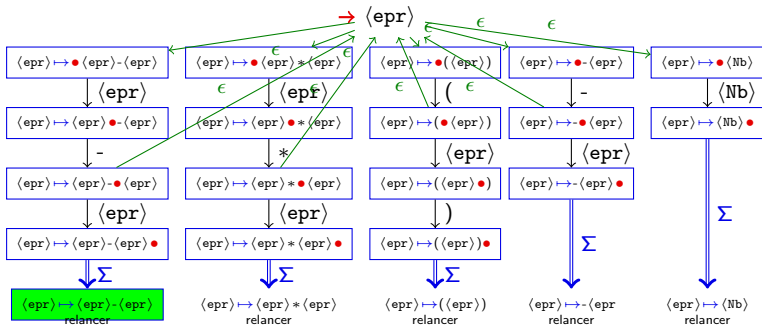 → ⟨epr⟩
ϵ ϵ ϵ
⟨epr⟩↦●⟨epr⟩-⟨epr⟩ ⟨epr⟩↦●⟨epr⟩*⟨epr⟩ ⟨epr⟩↦●(⟨epr⟩) ⟨epr⟩↦●-⟨epr⟩ ⟨epr⟩↦●⟨Nb⟩
ϵ ϵ ϵ ϵ ϵ
⟨epr⟩ ⟨epr⟩ ( - ⟨Nb⟩
⟨epr⟩↦⟨epr⟩●-⟨epr⟩ ⟨epr⟩↦⟨epr⟩●*⟨epr⟩ ⟨epr⟩↦(●⟨epr⟩) ⟨epr⟩↦-●⟨epr⟩ ⟨epr⟩↦⟨Nb⟩●
- * ⟨epr⟩ ⟨epr⟩
⟨epr⟩↦⟨epr⟩-●⟨epr⟩ ⟨epr⟩↦⟨epr⟩*●⟨epr⟩ ⟨epr⟩↦(⟨epr⟩●) ⟨epr⟩↦-⟨epr⟩●
⟨epr⟩ ⟨epr⟩ ) Σ Σ
⟨epr⟩↦⟨epr⟩-⟨epr⟩● ⟨epr⟩↦⟨epr⟩*⟨epr⟩● ⟨epr⟩↦(⟨epr⟩)●
Σ Σ Σ
⟨epr⟩↦⟨epr⟩-⟨epr⟩ ⟨epr⟩↦⟨epr⟩*⟨epr⟩ ⟨epr⟩↦(⟨epr⟩) ⟨epr⟩↦-⟨epr ⟨epr⟩↦⟨Nb⟩
relancer relancer relancer relancer relancer